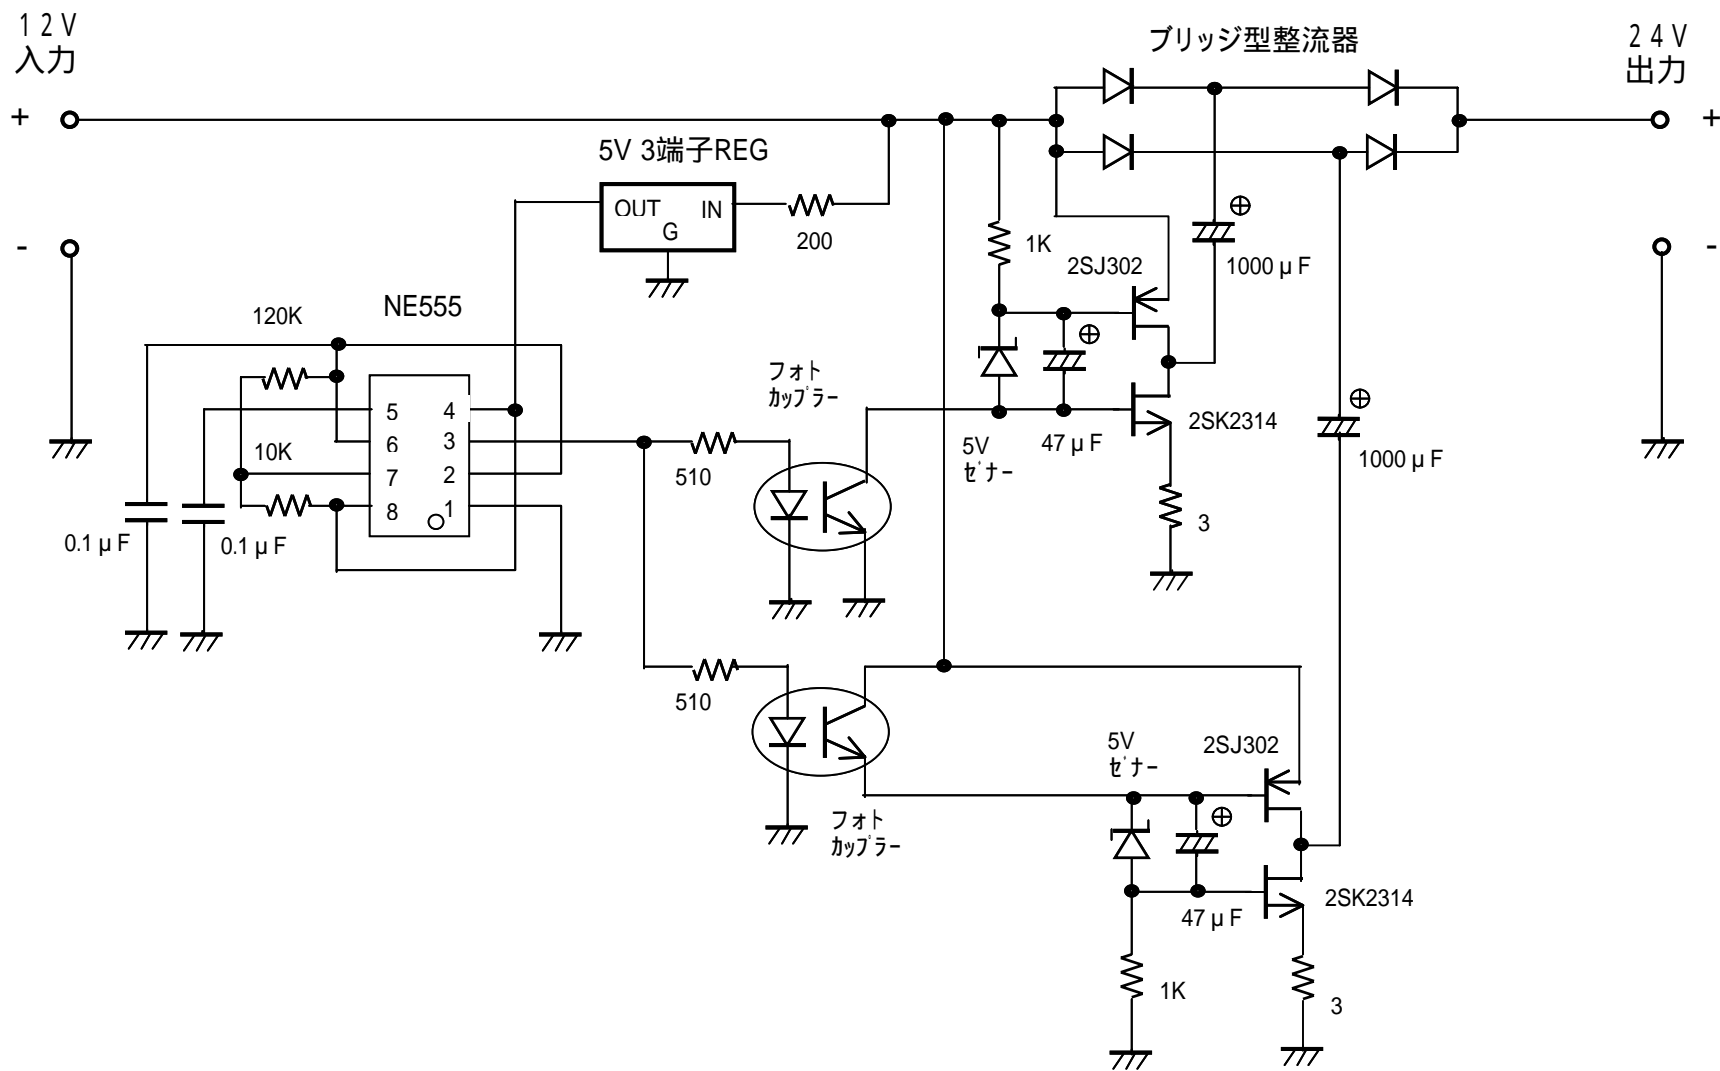 １２Ｖ
入力
+
-
ブリッジ型整流器
２４Ｖ
出力
+
-
5V 3端子REG
OUT
IN
G
200
1K
2SJ302
1000μF
NE555
120K
10K
5
4
6
3
7
2
8
1
0.1μF
0.1μF
フォト
カップラー
510
5V
ゼナー
47μF
2SK2314
1000μF
3
510
フォト
カップラー
5V
ゼナー
2SJ302
47μF
2SK2314
1K
3